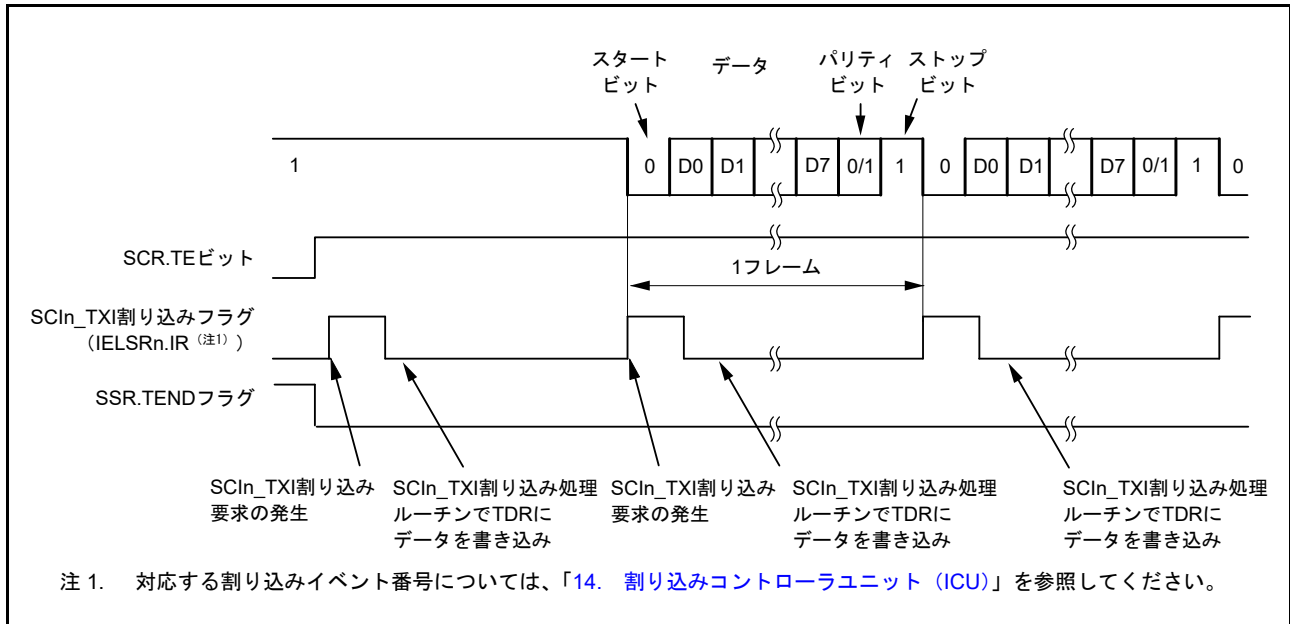 スタート
ビット
データ
パリティ
ビット
ストップ
ビット
1
0
D0
D1
D7
0/1
1
0
D0
D1
D7
0/1
1
0
SCR.TEビット
1フレーム
SCIn_TXI割り込みフラグ
(IELSRn.IR (注1) )
SSR.TENDフラグ
SCIn_TXI割り込み
要求の発生
SCIn_TXI割り込み処理
ルーチンでTDRに
データを書き込み
SCIn_TXI割り込み
要求の発生
SCIn_TXI割り込み処理
ルーチンでTDRに
データを書き込み
SCIn_TXI割り込み処理
ルーチンでTDRに
データを書き込み
注 1. 対応する割り込みイベント番号については、「14. 割り込みコントローラユニット（ICU）」を参照してください。